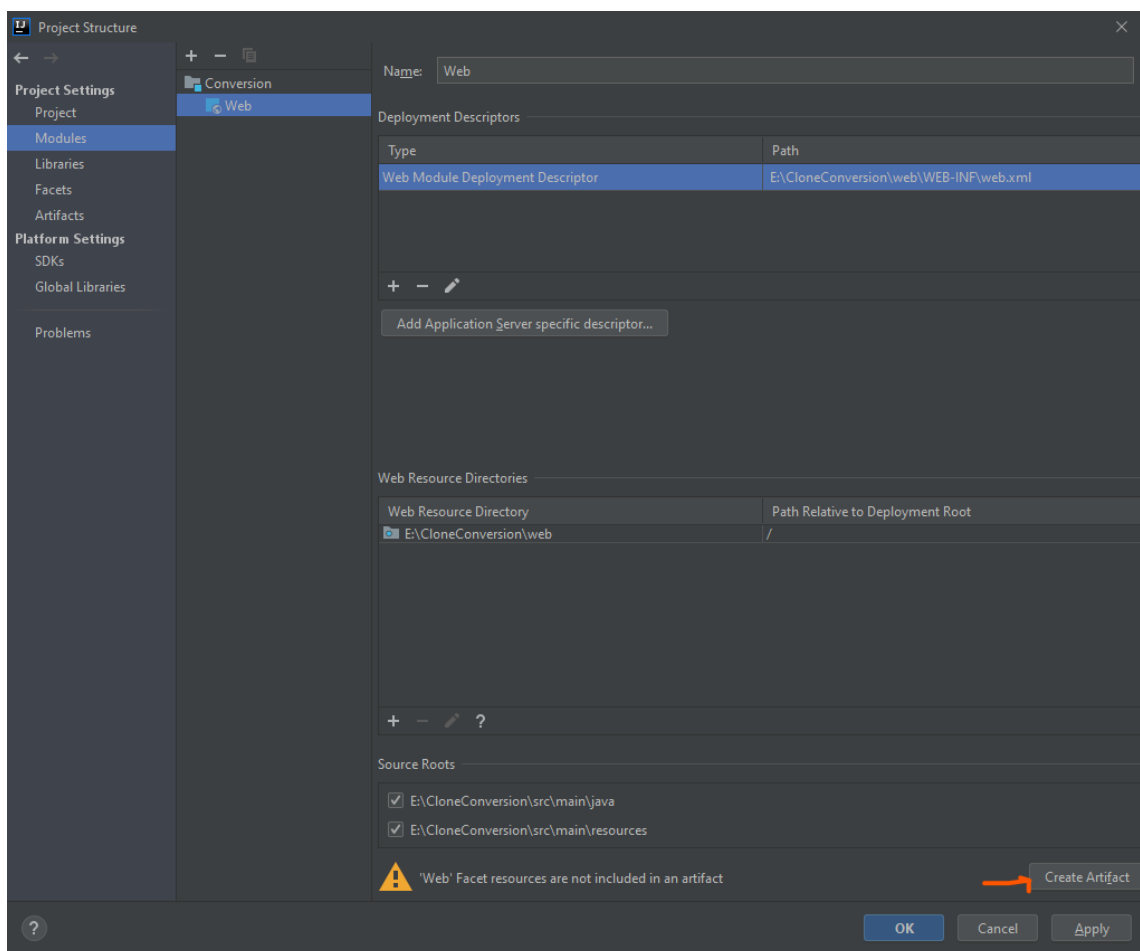 Project Structure
Project Settings
Project
Modules
Libraries
Facets
Artifacts
Platform Settings
SDKs
Global Libraries
Problems
Conversion
Web
Name: Web
Deployment Descriptors
Type Path
Web Module Deployment Descriptor E:\CloneConversion\web\WEB-INF\web.xml
Add Application Server specific descriptor...
Web Resource Directories
Web Resource Directory Path Relative to Deployment Root
E:\CloneConversion\web /
?
Source Roots
E:\CloneConversion\src\main\java
E:\CloneConversion\src\main\resources
'Web' Facet resources are not included in an artifact Create Artifact
? OK Cancel Apply